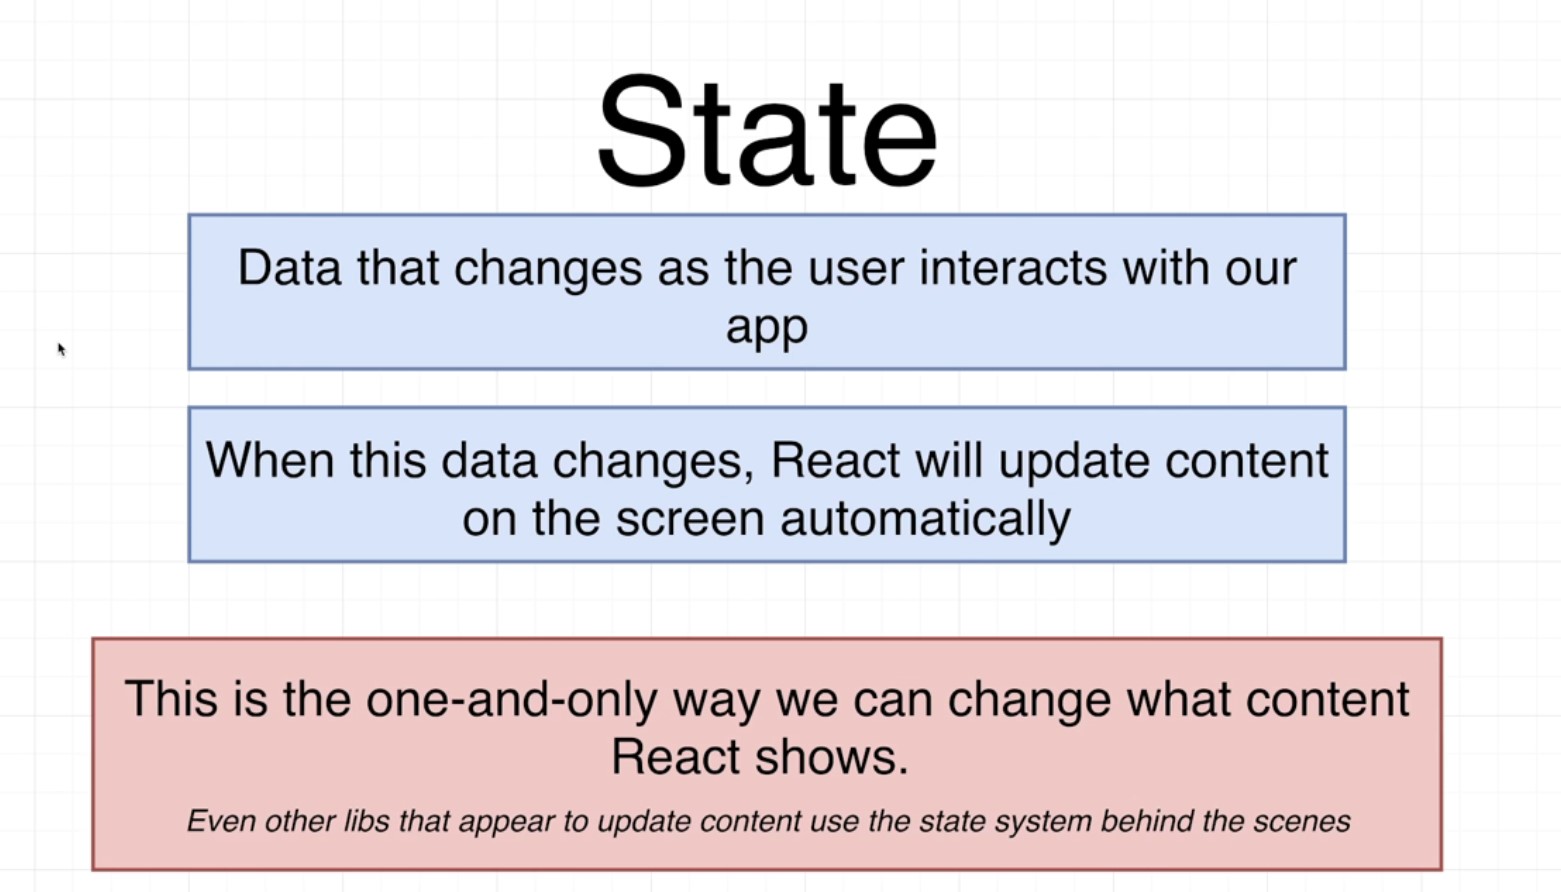 State
Data that changes as the user interacts with our
app
When this data changes, React will update content
on the screen automatically
This is the one-and-only way we can change what content
React shows.
Even other libs that appear to update content use the state system behind the scenes